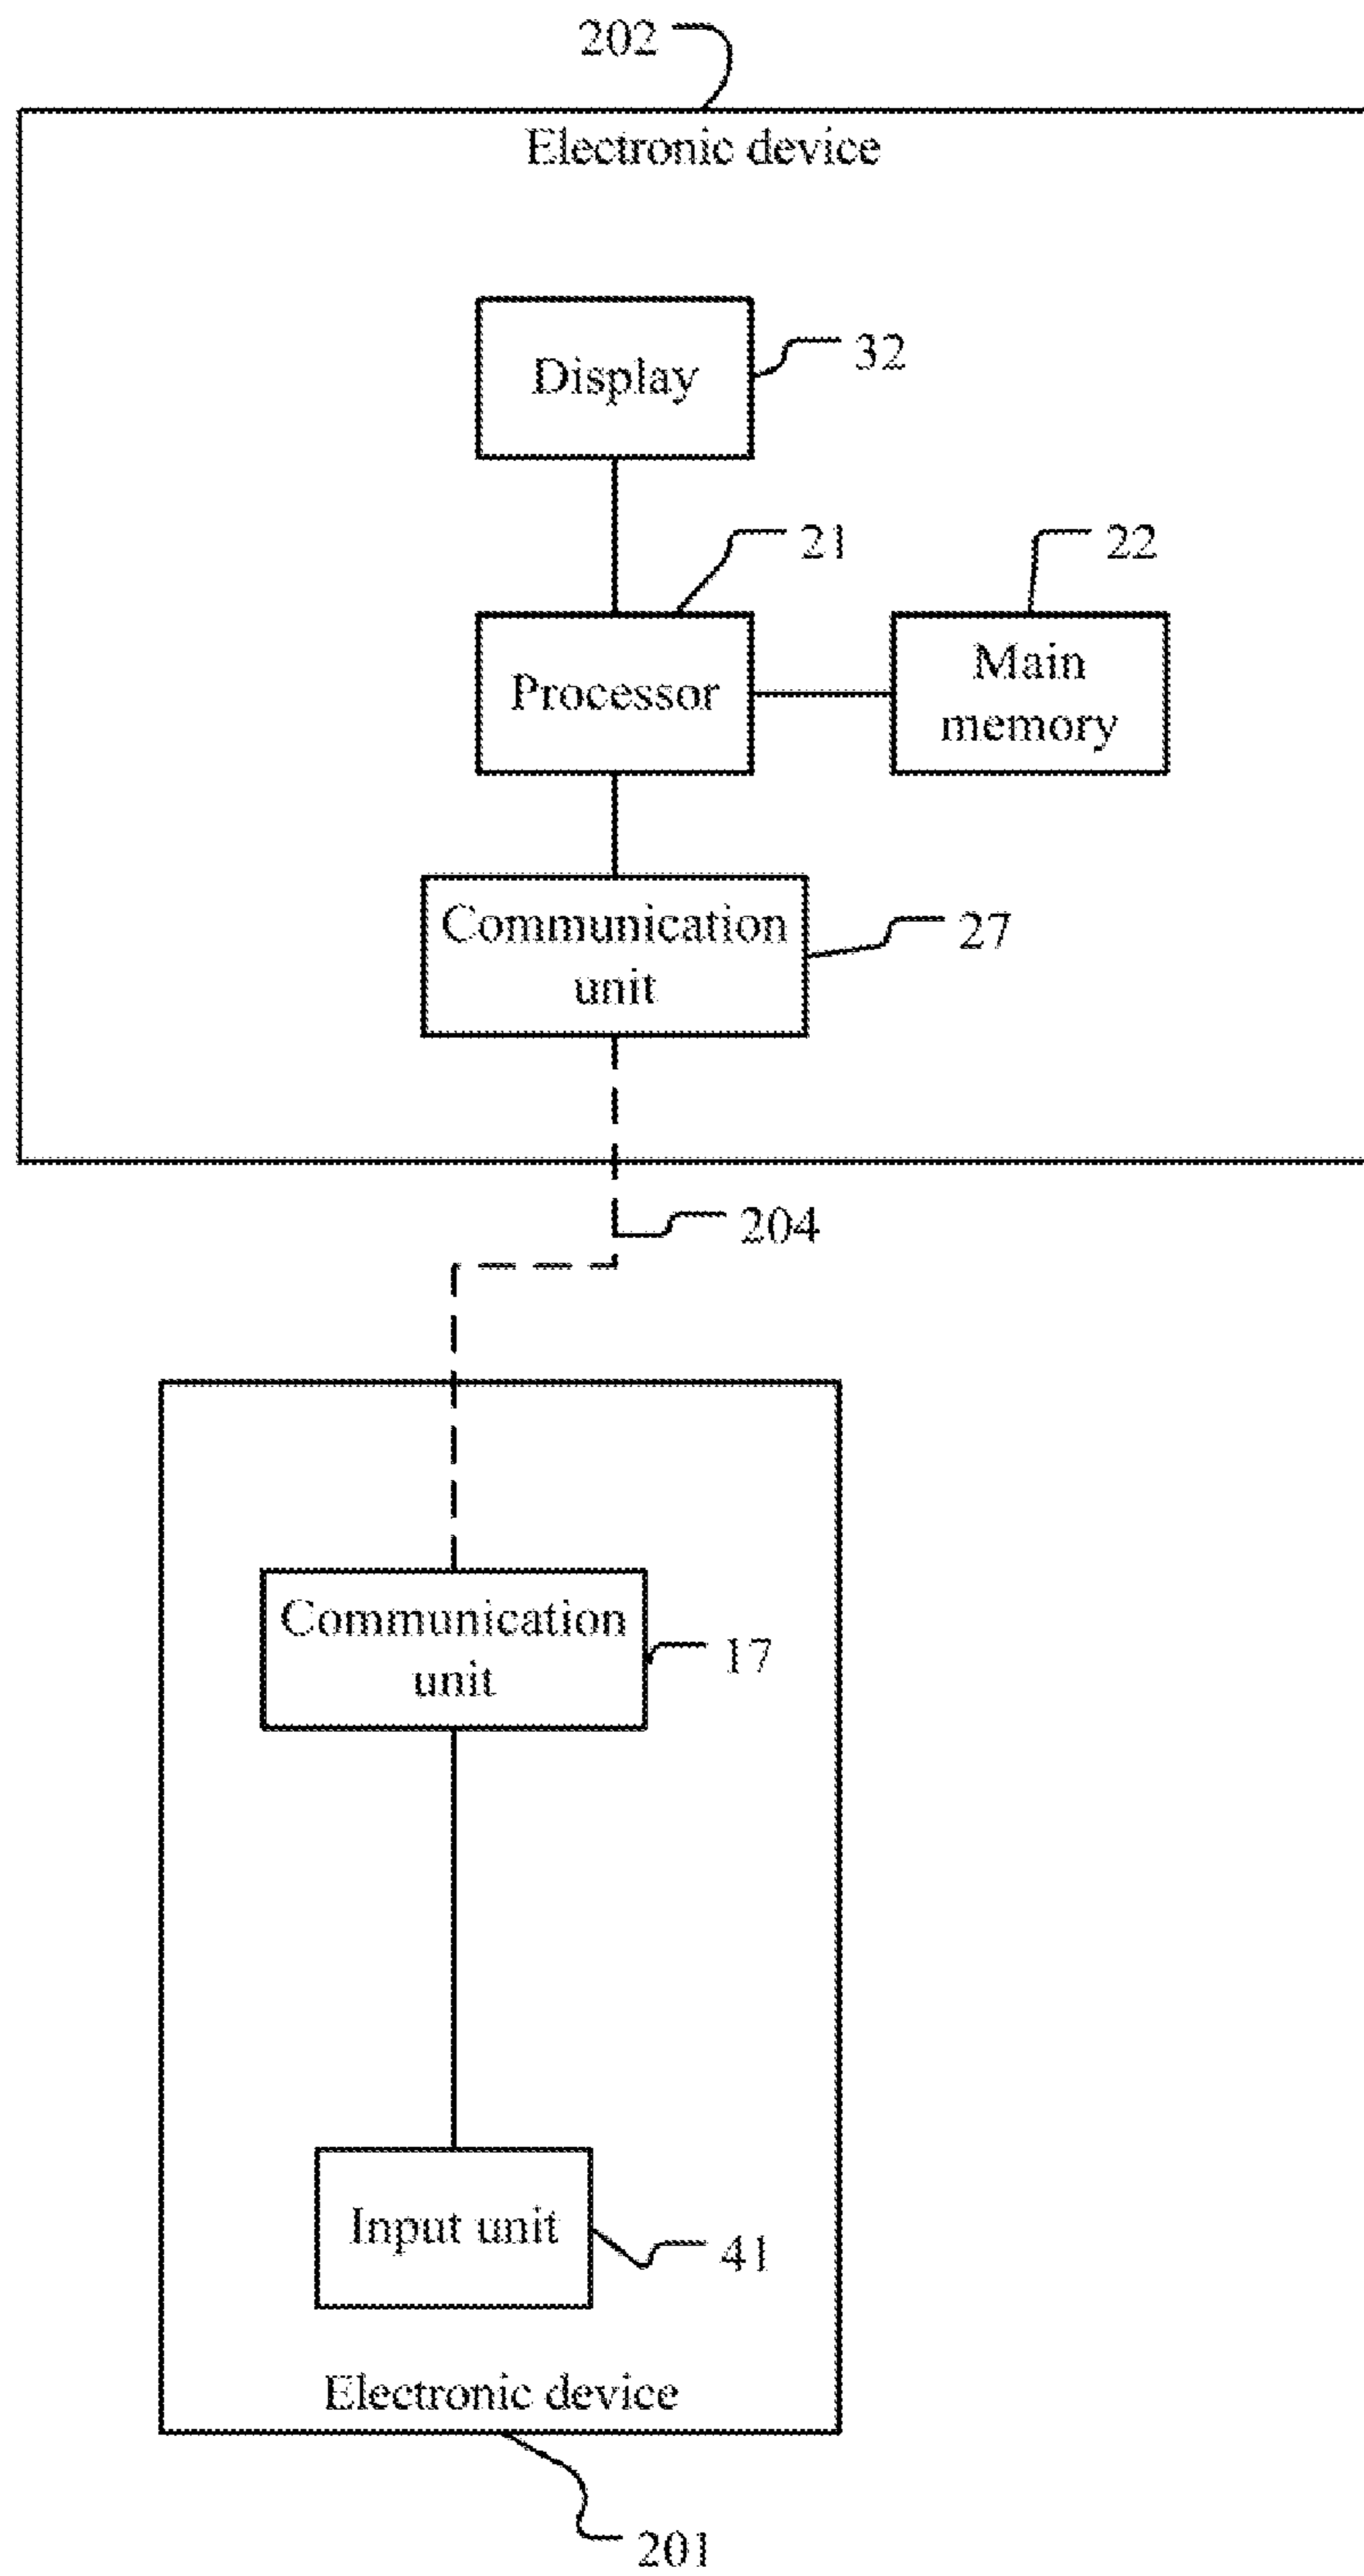 202
Electronic device
Display
32
21
22
Processor
Main
memory
Communication
unit
27
204
Communication
unit
17
Input unit
41
Electronic device
201